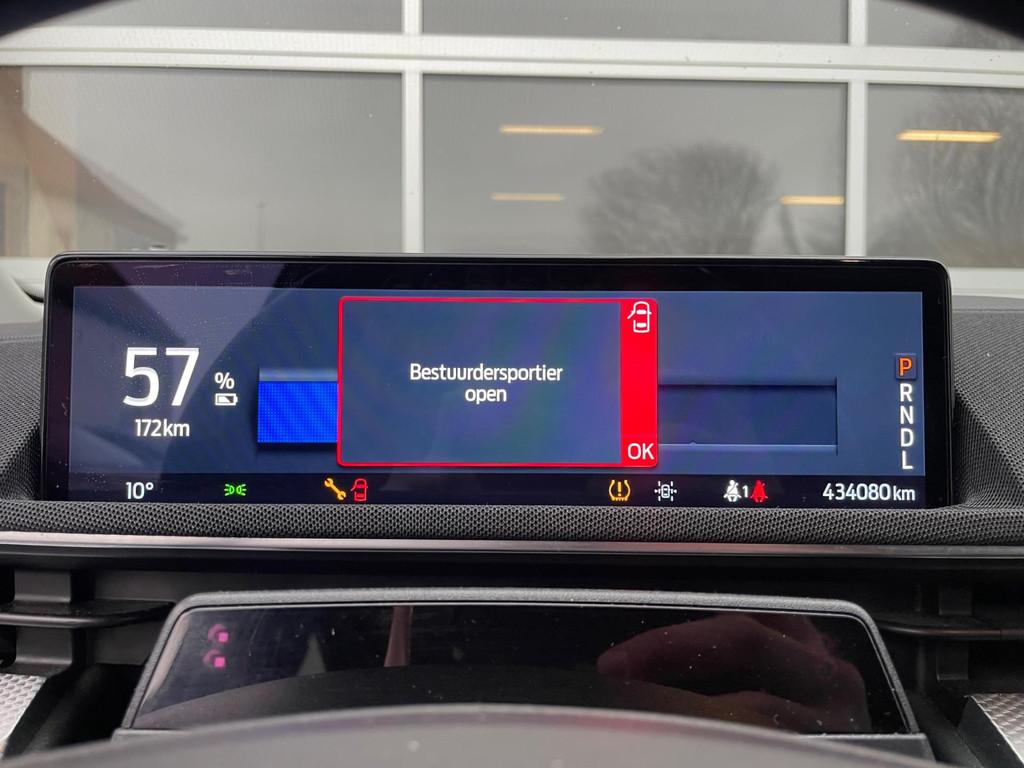 57 %
172km
Bestuurdersportier
open
OK
P
R
N
D
L
10°
1
434080 km